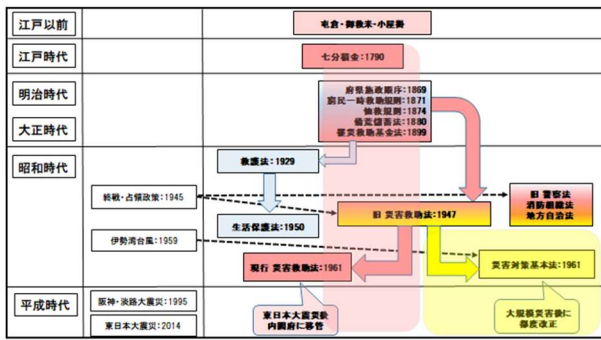 江戸以前
屯倉・御救米・小屋掛
江戸時代
七分積金:1790
明治時代
大正時代
府県施政順序:1869
窮民一時救助規則:1871
恤救規則:1874
備荒儲蓄法:1880
罹災救助基金法:1899
昭和時代
救護法:1929
終戦・占領政策:1945
旧 災害救助法:1947
旧 警察法
消防組織法
地方自治法
生活保護法:1950
伊勢湾台風:1959
現行 災害救助法:1961
災害対策基本法:1961
平成時代
阪神・淡路大震災:1995
東日本大震災:2014
東日本大震災後
内閣府に移管
大規模災害後に
都度改正